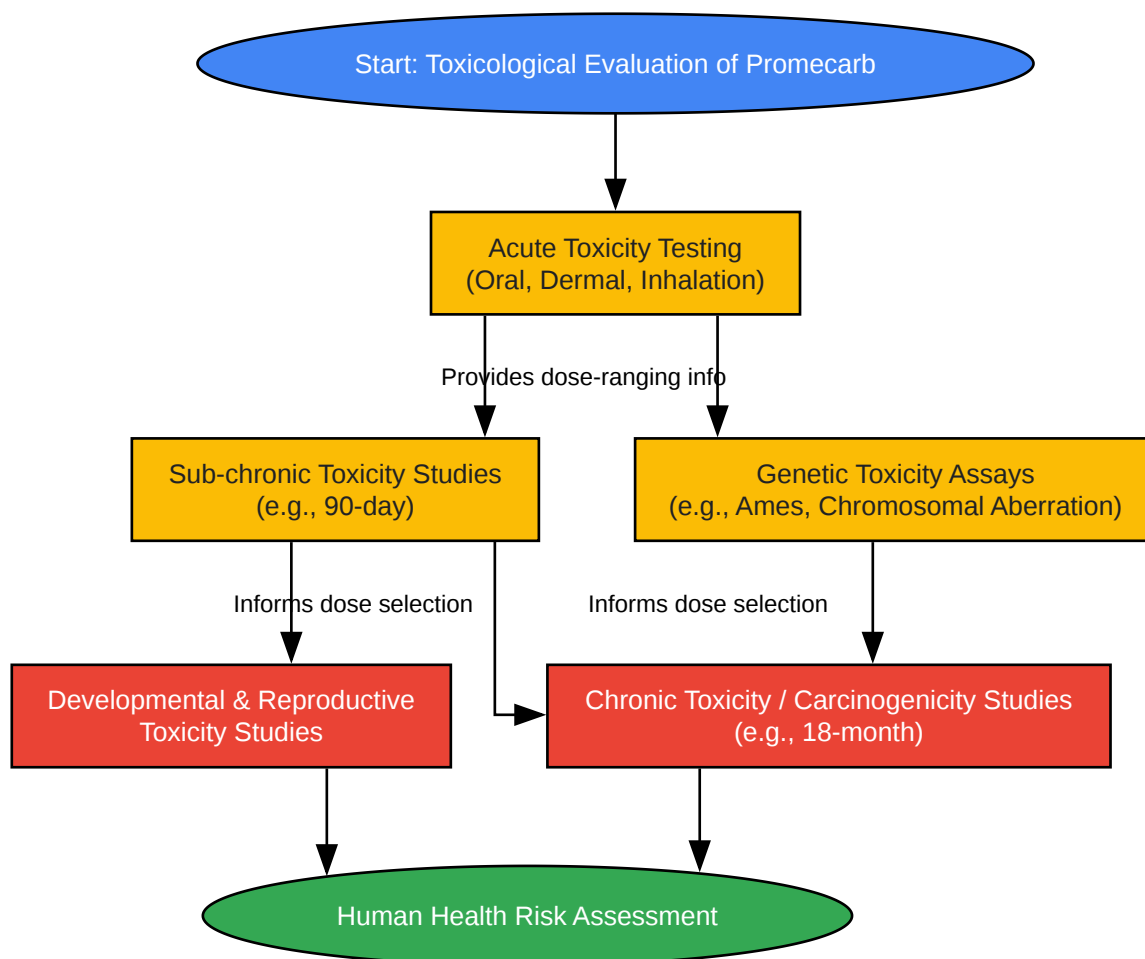 Start: Toxicological Evaluation of Promecarb
Acute Toxicity Testing
(Oral, Dermal, Inhalation)
Provides dose-ranging info
Sub-chronic Toxicity Studies
(e.g., 90-day)
Genetic Toxicity Assays
(e.g., Ames, Chromosomal Aberration)
Informs dose selection
Informs dose selection
Developmental & Reproductive
Toxicity Studies
Chronic Toxicity / Carcinogenicity Studies
(e.g., 18-month)
Human Health Risk Assessment